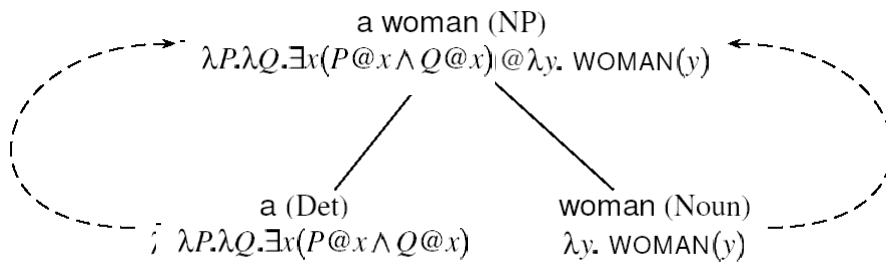 a woman (NP)
λP.λQ.∃x(P@x∧Q@x)@λy. WOMAN(y)
a (Det)
woman (Noun)
λP.λQ.∃x(P@x∧Q@x)
λy. WOMAN(y)